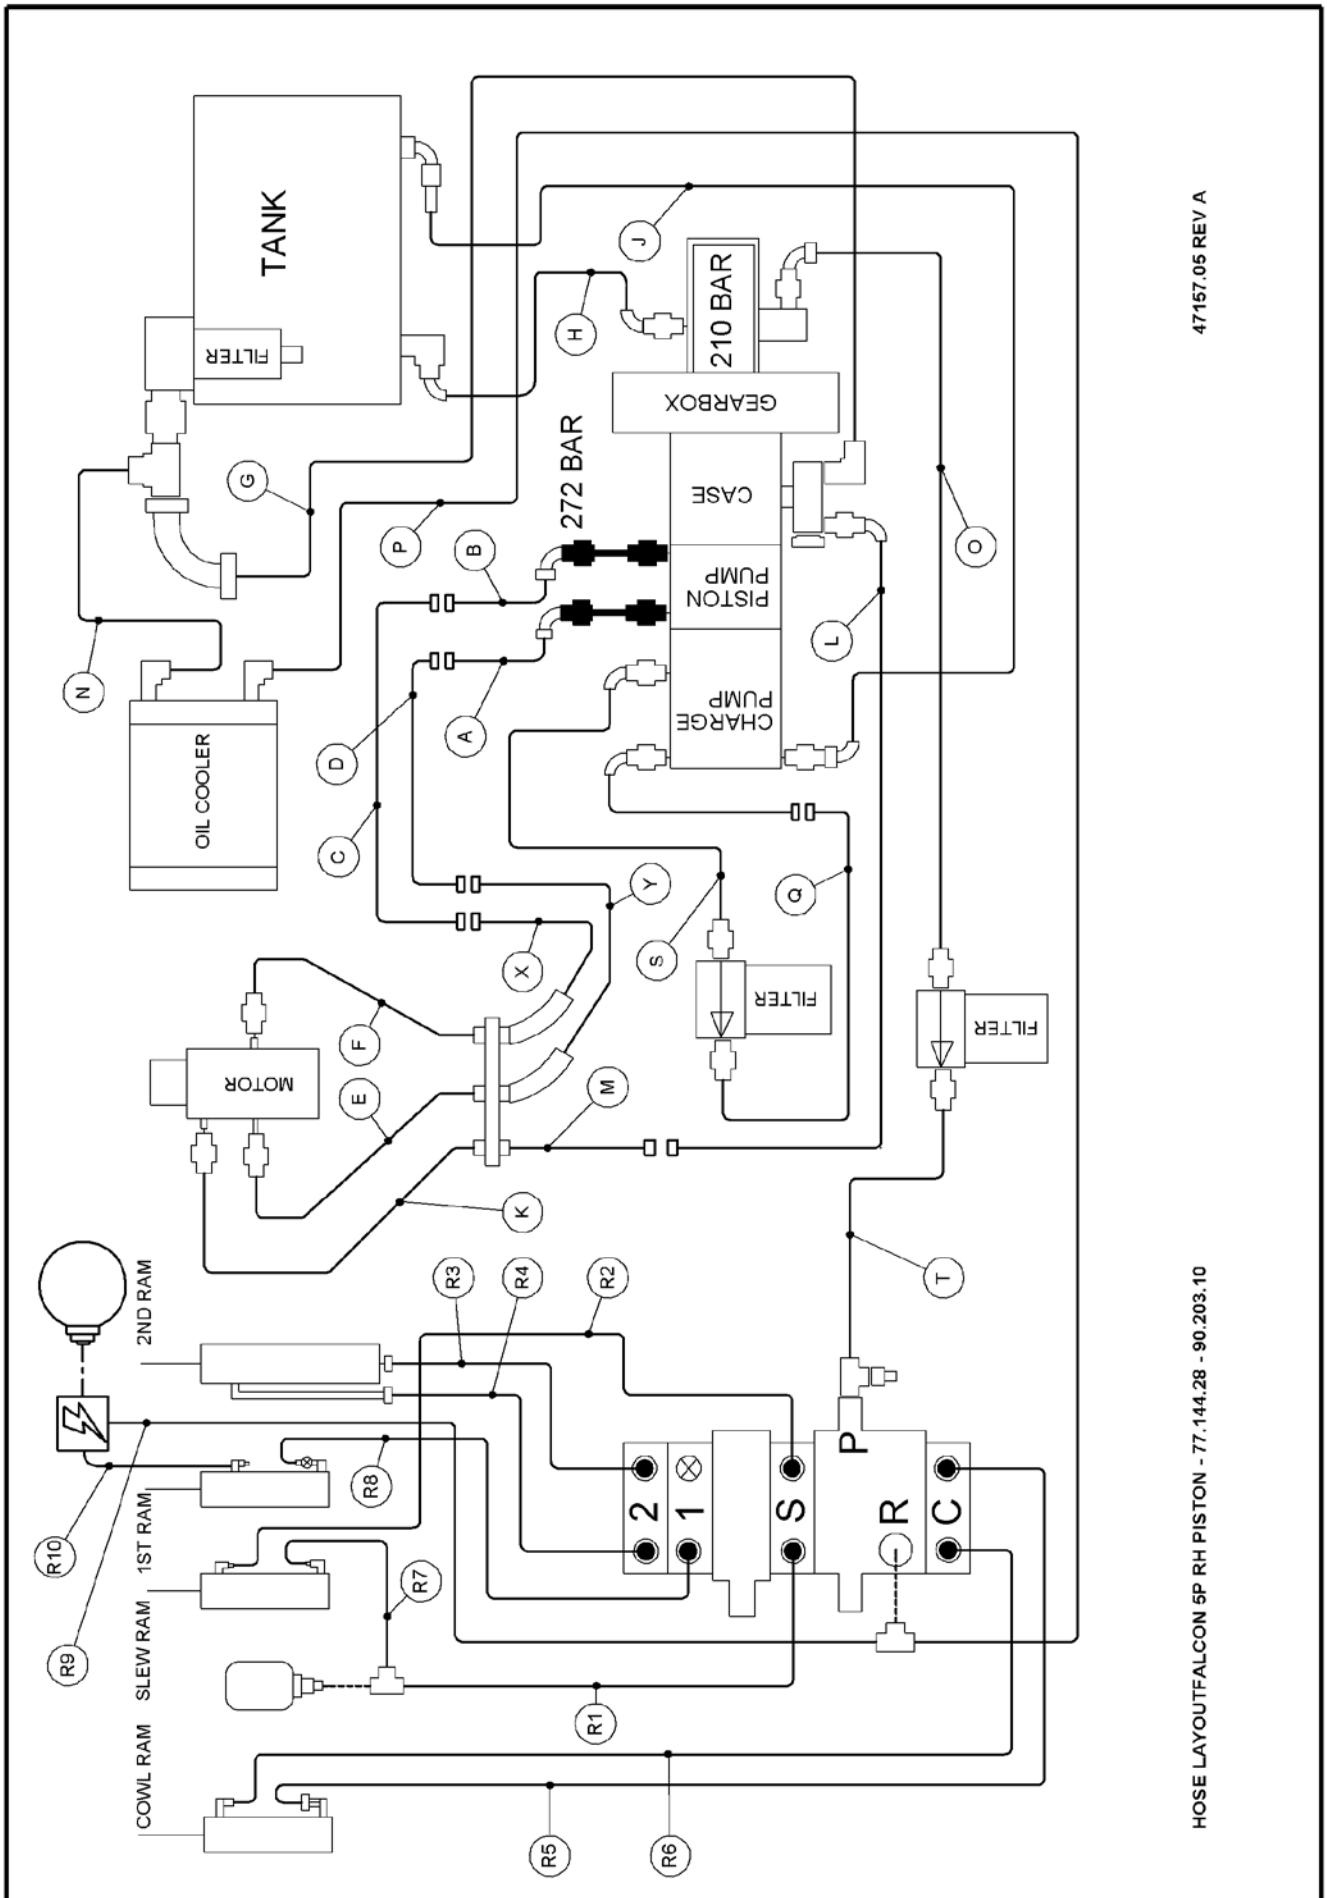 TANK
FILTER
OIL COOLER
N
G
P
B
A
D
C
H
J
272 BAR
210 BAR
GEARBOX
CASE
PISTON
PUMP
CHARGE
PUMP
L
O
Q
S
FILTER
FILTER
Y
X
F
E
MOTOR
M
K
T
R3
R4
R2
R8
R10
R9
R7
R1
R5
R6
2ND RAM
1ST RAM
SLEW RAM
COWL RAM
2
1
S
P
R
C
HOSE LAYOUTFALCON 5P RH PISTON - 77.144.28 - 90.203.10
47157.05 REV A